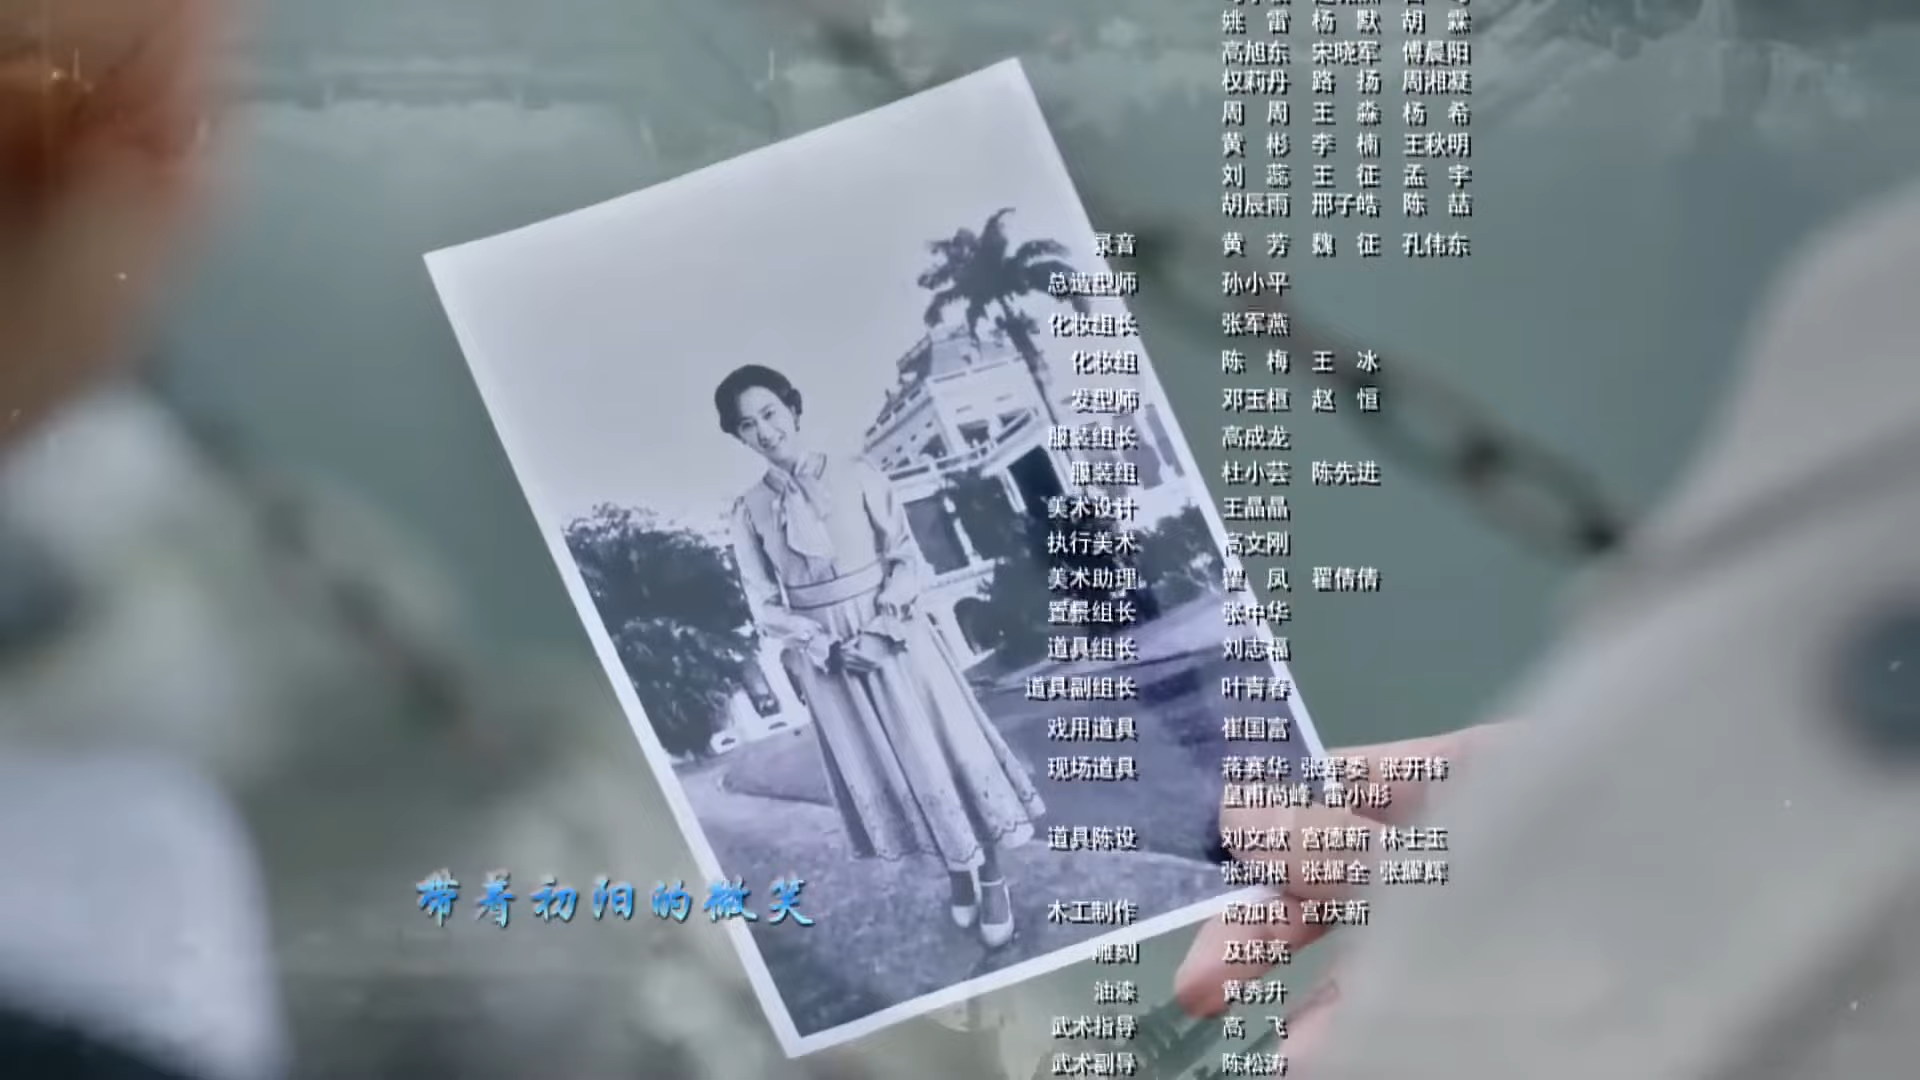 姚 雷 杨 默 胡 霖
高旭东 宋晓军 傅晨阳
权莉丹 路 扬 周湘凝
周 周 王 淼 杨 希
黄 彬 李 楠 王秋明
刘 蕊 王 征 孟 宇
胡辰雨 邢子皓 陈 喆
录音 黄 芳 魏 征 孔伟东
总造型师 孙小平
化妆组长 张军燕
化妆组 陈 梅 王 冰
发型师 邓玉桓 赵 恒
服装组长 高成龙
服装组 杜小芸 陈先进
美术设计 王晶晶
执行美术 高文刚
美术助理 翟 凤 翟倩倩
置景组长 张中华
道具组长 刘志福
道具副组长 叶青春
戏用道具 崔国富
现场道具 蒋赛华 张军委 张开锋
皇甫尚峰 雷小彤
道具陈设 刘文献 宫德新 林士玉
张润根 张耀全 张耀辉
带着初阳的微笑
木工制作 高加良 宫庆新
雕刻 及保亮
油漆 黄秀升
武术指导 高 飞
武术副导 陈松涛